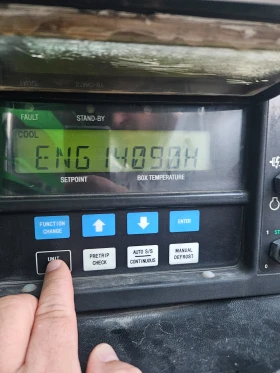 FAULT STAND-BY
COOL
ENG 14090H
SETPOINT BOX TEMPERATURE
FUNCTION CHANGE
ENTER
UNIT
PRETRIP CHECK
AUTO S/S CONTINUOUS
MANUAL DEFROST